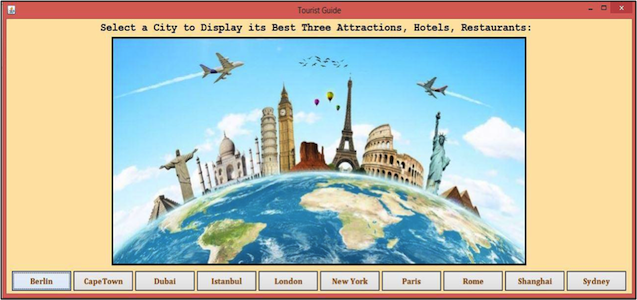 Tourist Guide
Select a City to Display its Best Three Attractions, Hotels, Restaurants:
Berlin CapeTown Dubai Istanbul London New York Paris Rome Shanghai Sydney